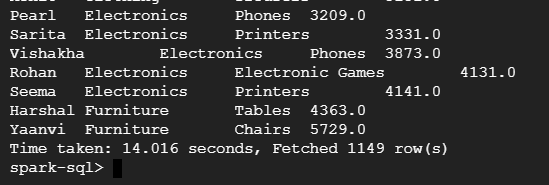 Pearl Electronics Phones 3209.0
Sarita Electronics Printers 3331.0
Vishakha Electronics Phones 3873.0
Rohan Electronics Electronic Games 4131.0
Seema Electronics Printers 4141.0
Harshal Furniture Tables 4363.0
Yaanvi Furniture Chairs 5729.0
Time taken: 14.016 seconds, Fetched 1149 row(s)
spark-sql>